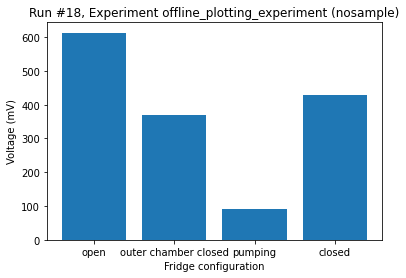 Run #18, Experiment offline_plotting_experiment (nosample)
600
500
400
300
200
100
0
Voltage (mV)
open outer chamber closed pumping closed
Fridge configuration